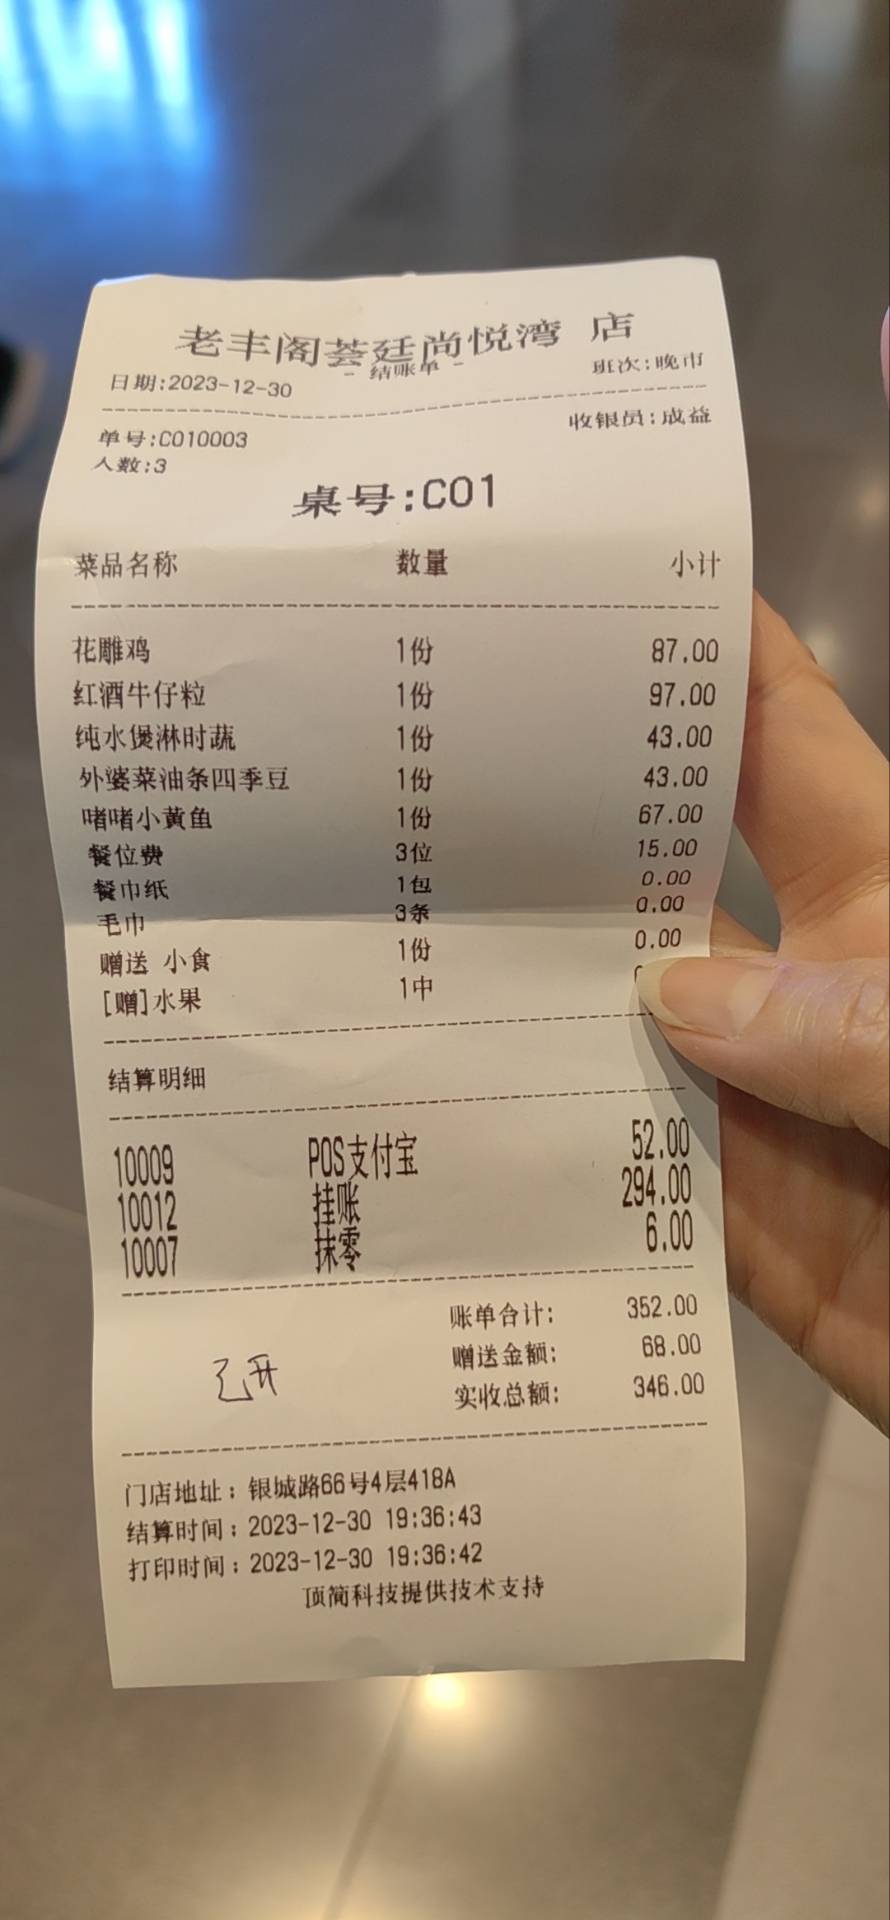 老丰阁荟廷尚悦湾 店
- 结账单 -
日期:2023-12-30 班次:晚市
单号:C010003 收银员:成益
人数:3
桌号:C01
菜品名称 数量 小计
花雕鸡 1份 87.00
红酒牛仔粒 1份 97.00
纯水煲淋时蔬 1份 43.00
外婆菜油条四季豆 1份 43.00
啫啫小黄鱼 1份 67.00
餐位费 3位 15.00
餐巾纸 1包 0.00
毛巾 3条 0.00
赠送 小食 1份 0.00
[赠]水果 1中
结算明细
10009 POS支付宝 52.00
10012 挂账 294.00
10007 抹零 6.00
账单合计: 352.00
赠送金额: 68.00
实收总额: 346.00
已开
门店地址：银城路66号4层418A
结算时间：2023-12-30 19:36:43
打印时间：2023-12-30 19:36:42
顶简科技提供技术支持